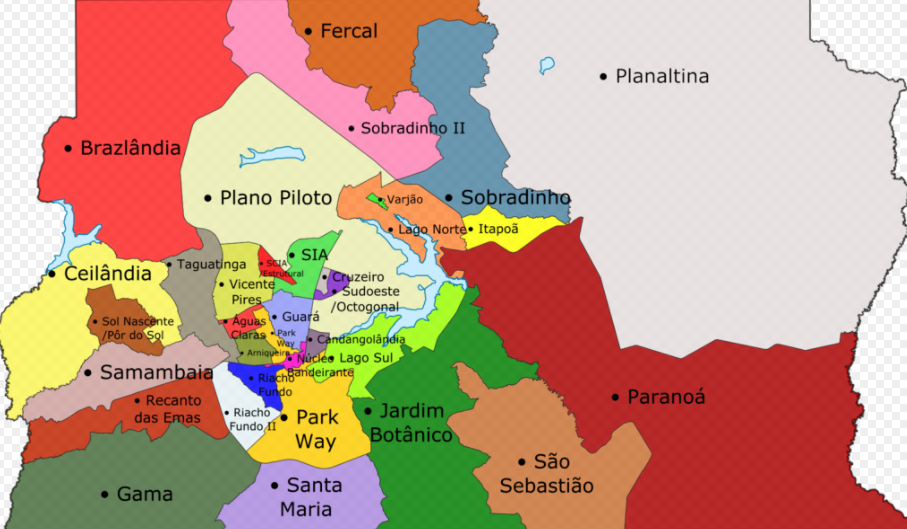 Fercal
Planaltina
Sobradinho II
Brazlândia
Plano Piloto
Varjão
Sobradinho
Lago Norte
Itapoã
SIA
Taguatinga
SCIA
/Estrutural
Ceilândia
Cruzeiro
Vicente
Pires
Sudoeste
/Octogonal
Sol Nascente
/Pôr do Sol
Águas
Claras
Guará
Park
Way
Candangolândia
Arniqueira
Núcleo
Bandeirante
Lago Sul
Samambaia
Riacho
Fundo
Recanto
das Emas
Riacho
Fundo II
Park
Way
Jardim
Botânico
Paranoá
São
Sebastião
Gama
Santa
Maria